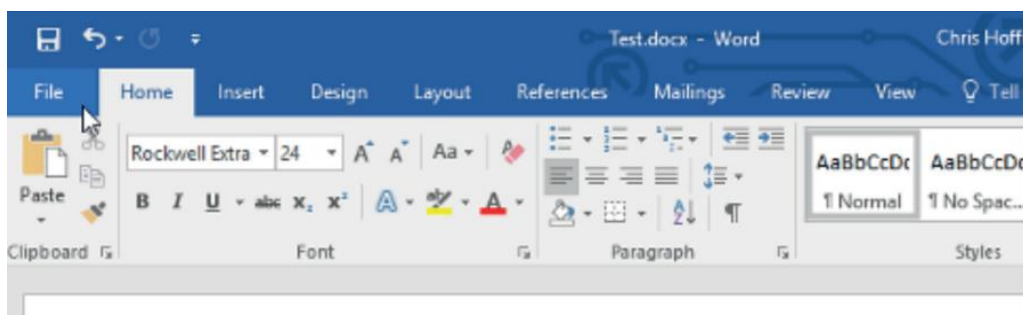 Test.docx - Word Chris Hoff
File Home Insert Design Layout References Mailings Review View Tell
Rockwell Extra 24 A A Aa
AaBbCcDc AaBbCcDc
Paste B I U abc X₂ X² A aby A
¶ Normal ¶ No Spac...
Clipboard Font Paragraph Styles